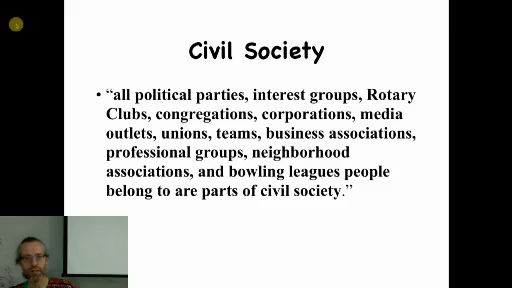 Civil Society
• “all political parties, interest groups, Rotary
Clubs, congregations, corporations, media
outlets, unions, teams, business associations,
professional groups, neighborhood
associations, and bowling leagues people
belong to are parts of civil society.”